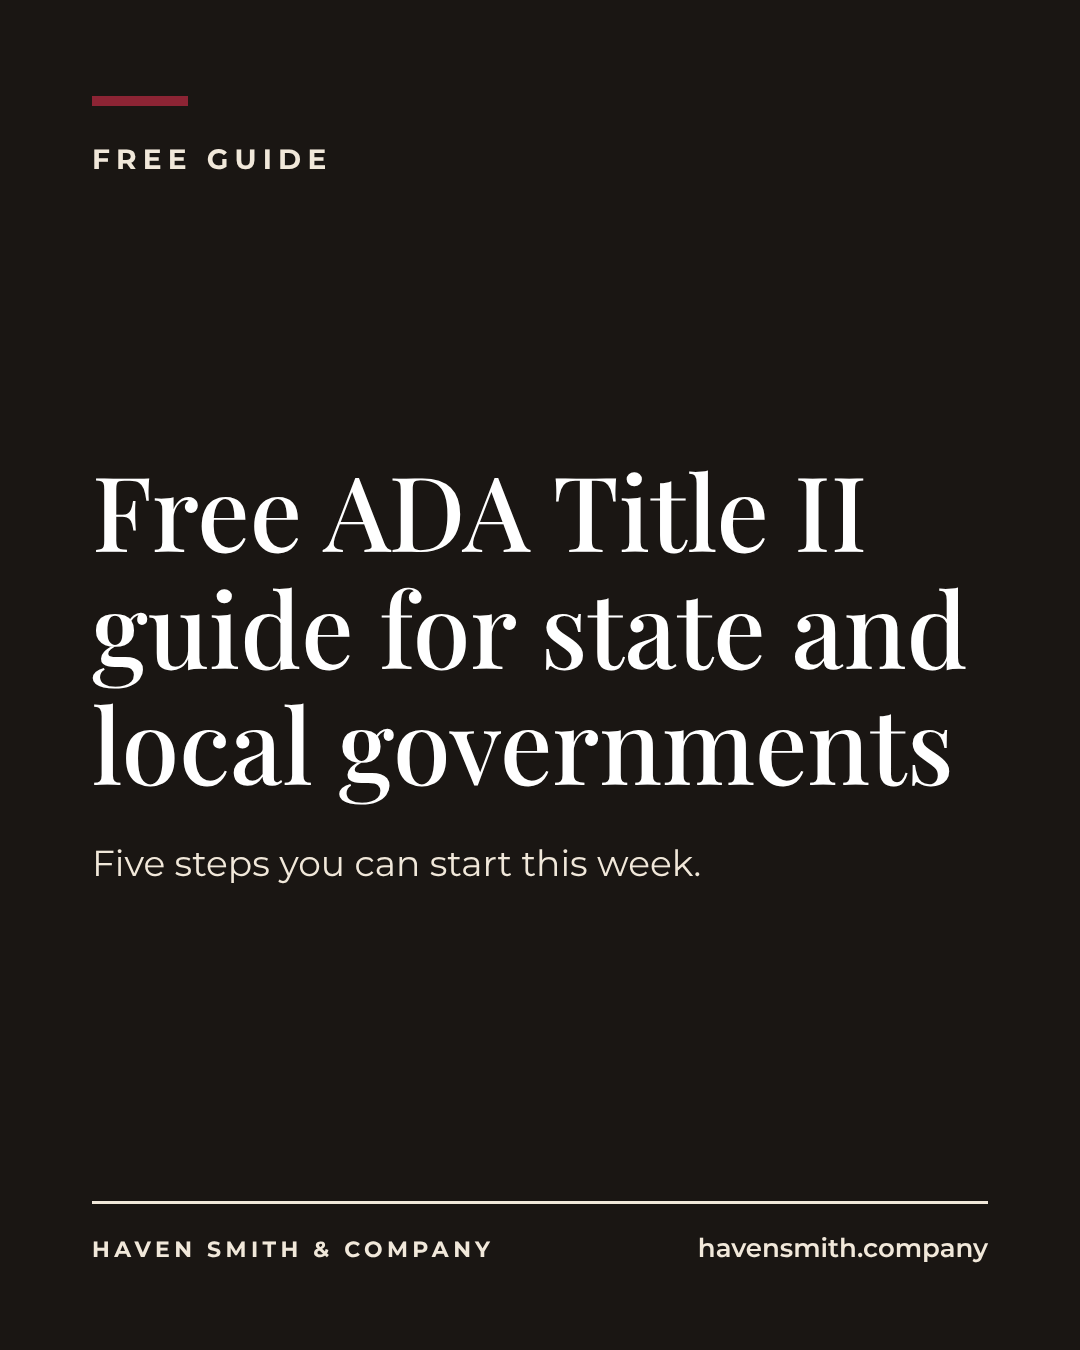 FREE GUIDE
Free ADA Title II
guide for state and
local governments
Five steps you can start this week.
HAVEN SMITH & COMPANY
havensmith.company